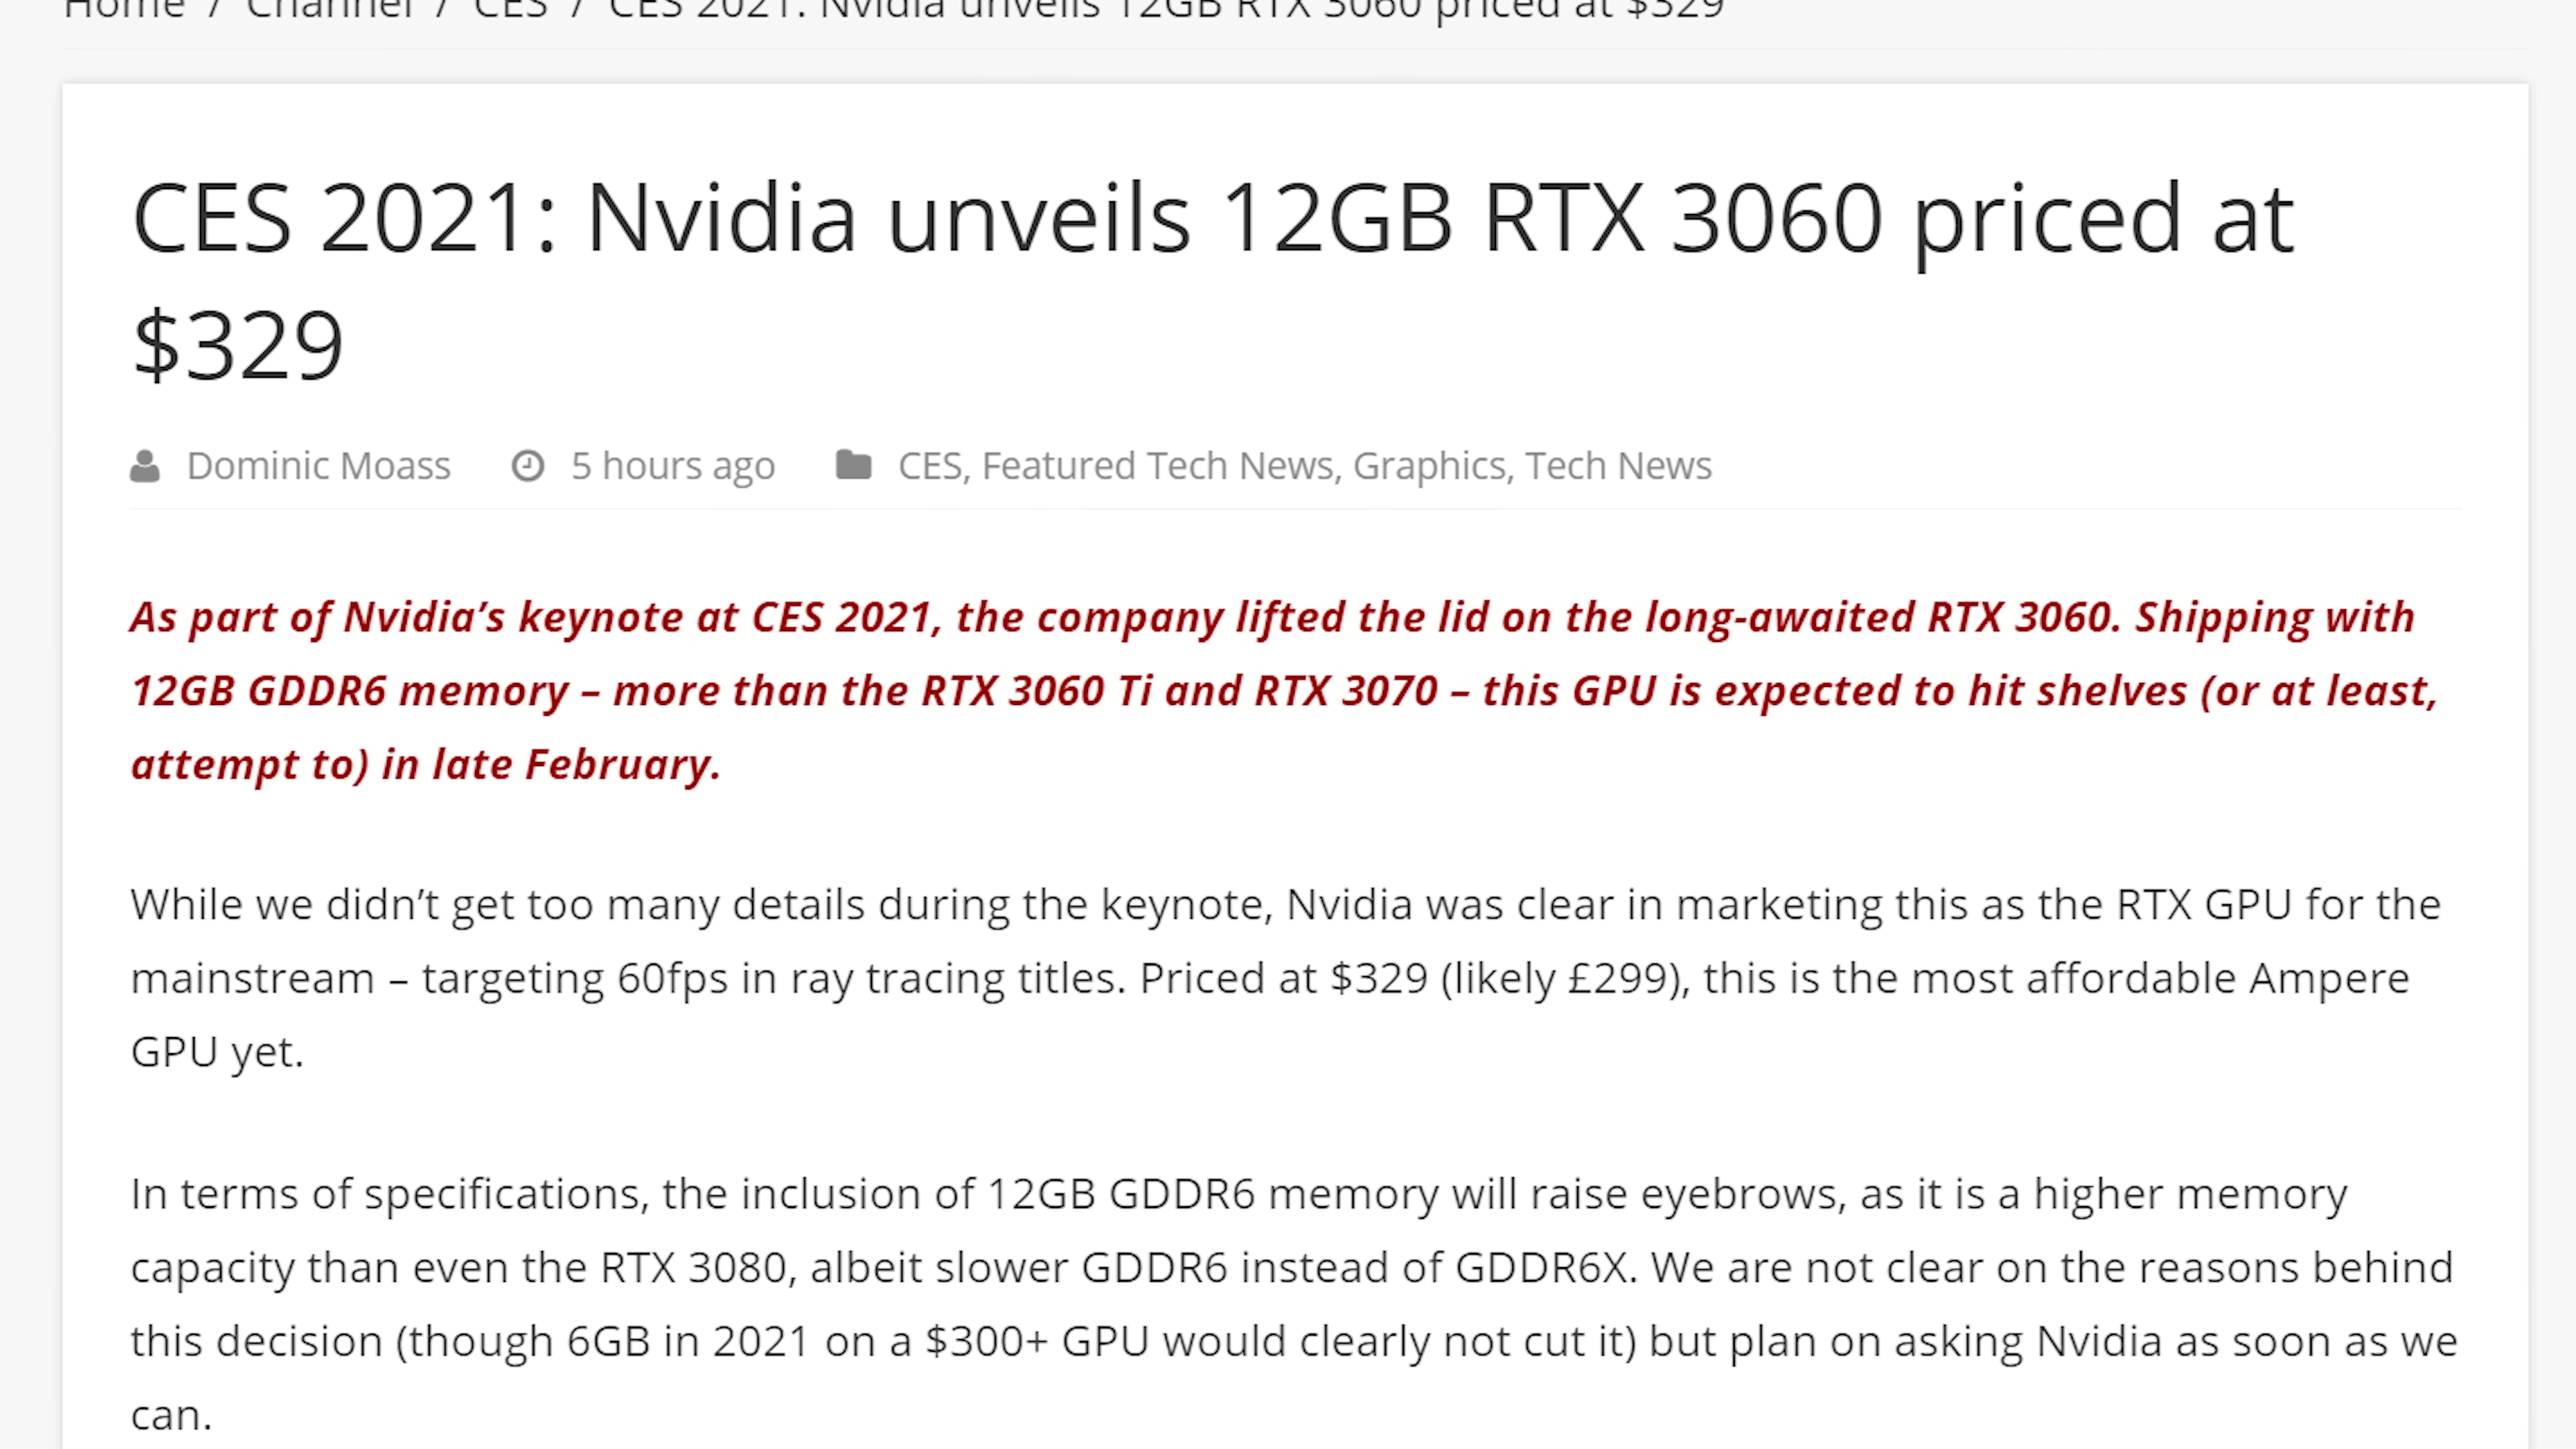 Home / Channel / CES / CES 2021: Nvidia unveils 12GB RTX 3060 priced at $329
CES 2021: Nvidia unveils 12GB RTX 3060 priced at
$329
Dominic Moass 5 hours ago CES, Featured Tech News, Graphics, Tech News
As part of Nvidia’s keynote at CES 2021, the company lifted the lid on the long-awaited RTX 3060. Shipping with
12GB GDDR6 memory – more than the RTX 3060 Ti and RTX 3070 – this GPU is expected to hit shelves (or at least,
attempt to) in late February.
While we didn’t get too many details during the keynote, Nvidia was clear in marketing this as the RTX GPU for the
mainstream – targeting 60fps in ray tracing titles. Priced at $329 (likely £299), this is the most affordable Ampere
GPU yet.
In terms of specifications, the inclusion of 12GB GDDR6 memory will raise eyebrows, as it is a higher memory
capacity than even the RTX 3080, albeit slower GDDR6 instead of GDDR6X. We are not clear on the reasons behind
this decision (though 6GB in 2021 on a $300+ GPU would clearly not cut it) but plan on asking Nvidia as soon as we
can.